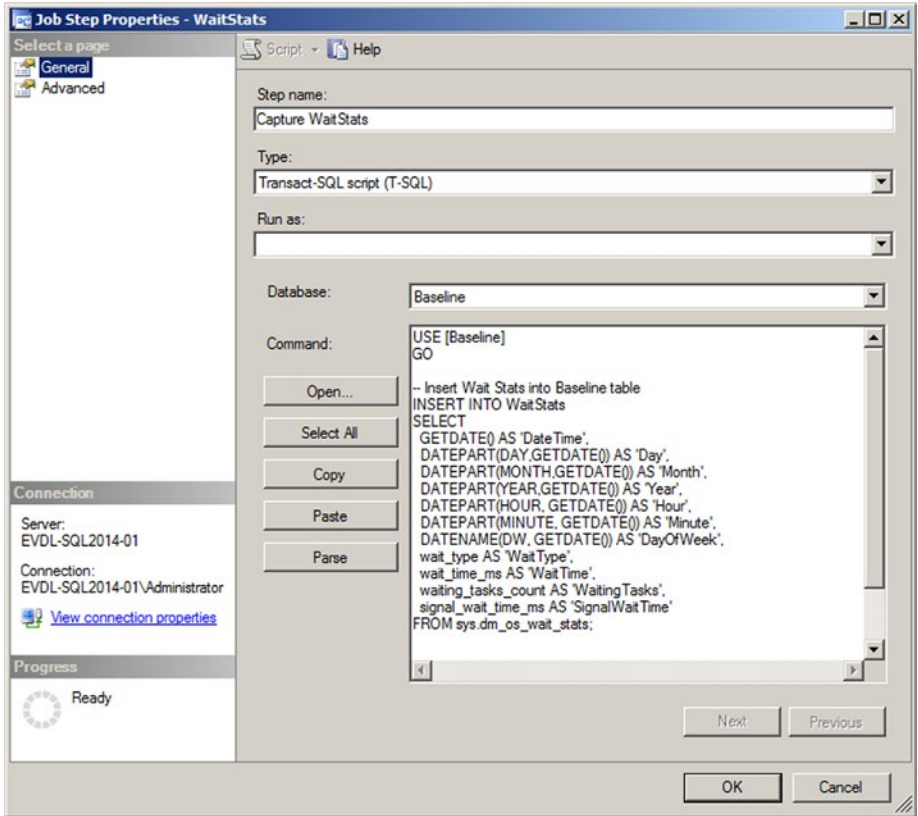 Job Step Properties - WaitStats
Select a page
General
Advanced
Script
Help
Step name:
Capture WaitStats
Type:
Transact-SQL script (T-SQL)
Run as:
Database:
Baseline
Command:
Open...
Select All
Copy
Paste
Parse
USE [Baseline]
GO
-- Insert Wait Stats into Baseline table
INSERT INTO WaitStats
SELECT
GETDATE() AS 'DateTime',
DATEPART(DAY,GETDATE()) AS 'Day',
DATEPART(MONTH,GETDATE()) AS 'Month',
DATEPART(YEAR,GETDATE()) AS 'Year',
DATEPART(HOUR, GETDATE()) AS 'Hour',
DATEPART(MINUTE, GETDATE()) AS 'Minute',
DATENAME(DW, GETDATE()) AS 'DayOfWeek',
wait_type AS 'WaitType',
wait_time_ms AS 'WaitTime',
waiting_tasks_count AS 'WaitingTasks',
signal_wait_time_ms AS 'SignalWaitTime'
FROM sys.dm_os_wait_stats;
Connection
Server:
EVDL-SQL2014-01
Connection:
EVDL-SQL2014-01\Administrator
View connection properties
Progress
Ready
Next
Previous
OK
Cancel